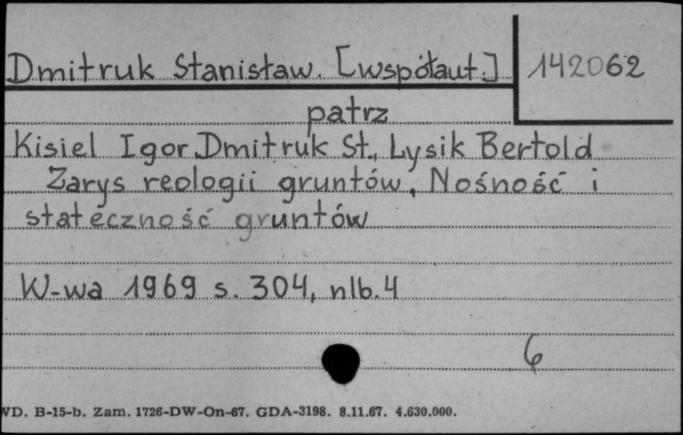 Dmitruk Stanisław. [współaut.] 142062
patrz
Kisiel Igor, Dmitruk St., Lysik Bertold
Zarys reologii gruntów. Nośność i
stateczność gruntów
W-wa 1969 s. 304, nlb. 4
6
WD. B-15-b. Zam. 1726-DW-On-67. GDA-3198. 8.11.67. 4.630.000.